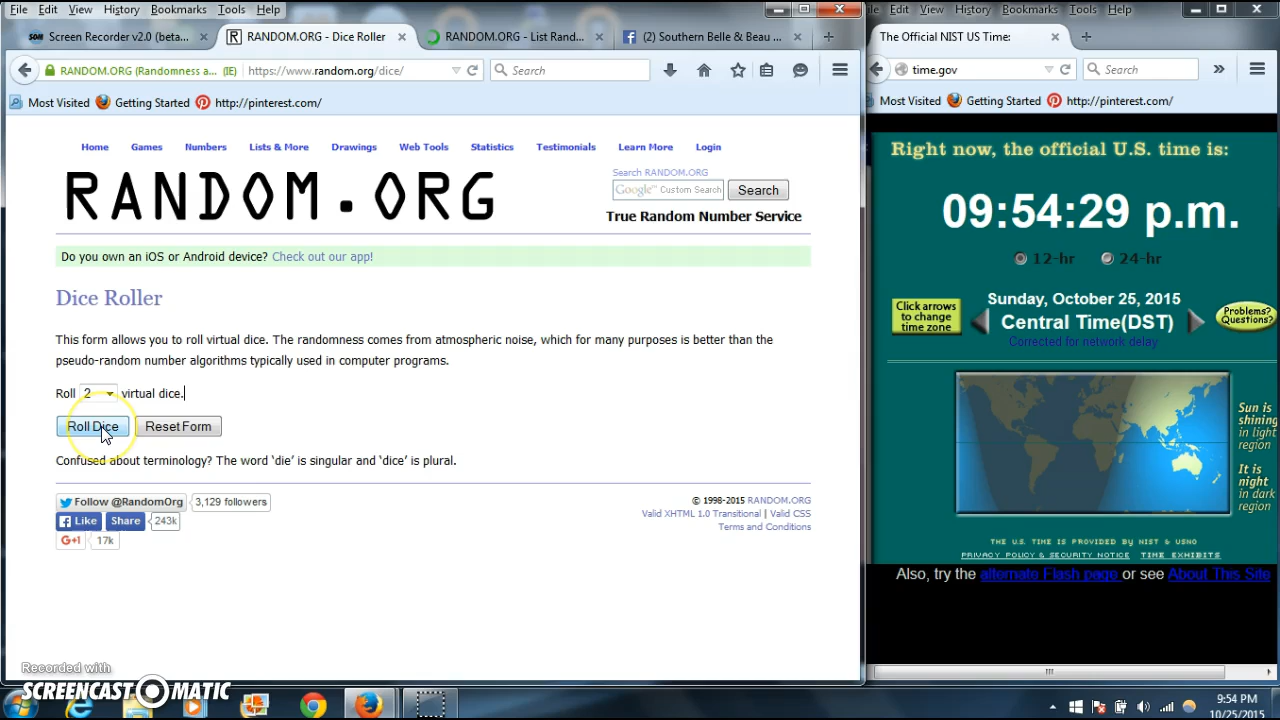 File Edit View History Bookmarks Tools Help
Screen Recorder v2.0 (beta...
RANDOM.ORG - Dice Roller
RANDOM.ORG - List Rand...
(2) Southern Belle & Beau ...
RANDOM.ORG (Randomness a... (IE)
https://www.random.org/dice/
Search
Most Visited Getting Started http://pinterest.com/
Home Games Numbers Lists & More Drawings Web Tools Statistics Testimonials Learn More Login
RANDOM.ORG
Search RANDOM.ORG
Google™ Custom Search Search
True Random Number Service
Do you own an iOS or Android device? Check out our app!
Dice Roller
This form allows you to roll virtual dice. The randomness comes from atmospheric noise, which for many purposes is better than the
pseudo-random number algorithms typically used in computer programs.
Roll 2 virtual dice.
Roll Dice Reset Form
Confused about terminology? The word ‘die’ is singular and ‘dice’ is plural.
Follow @RandomOrg 3,129 followers
Like Share 243k
G+1 17k
© 1998-2015 RANDOM.ORG
Valid XHTML 1.0 Transitional | Valid CSS
Terms and Conditions
Recorded with
SCREENCAST-O-MATIC
Edit View History Bookmarks Tools Help
The Official NIST US Time:
time.gov
Search
Most Visited Getting Started http://pinterest.com/
Right now, the official U.S. time is:
09:54:29 p.m.
12-hr 24-hr
Click arrows
to change
time zone
Sunday, October 25, 2015
Central Time(DST)
Corrected for network delay
Problems?
Questions?
Sun is
shining
in light
region
It is
night
in dark
region
THE U.S. TIME IS PROVIDED BY NIST & USNO
PRIVACY POLICY & SECURITY NOTICE TIME EXHIBITS
Also, try the alternate Flash page or see About This Site
9:54 PM
10/25/2015